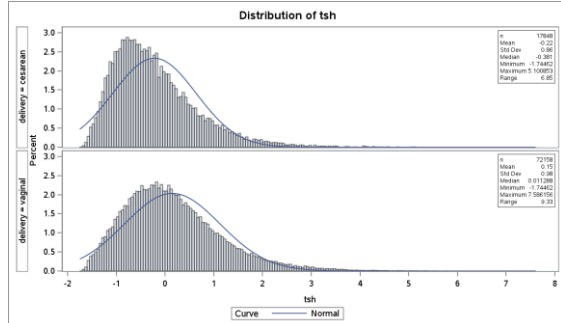 Distribution of tsh
delivery = cesarean
3.0
2.5
2.0
1.5
1.0
0.5
0.0
n 17848
Mean -0.22
Std Dev 0.86
Median -0.381
Minimum -1.74462
Maximum 5.100853
Range 6.85
Percent
delivery = vaginal
3.0
2.5
2.0
1.5
1.0
0.5
0.0
n 72158
Mean 0.15
Std Dev 0.98
Median 0.011288
Minimum -1.74462
Maximum 7.586156
Range 9.33
-2 -1 0 1 2 3 4 5 6 7 8
tsh
Curve Normal